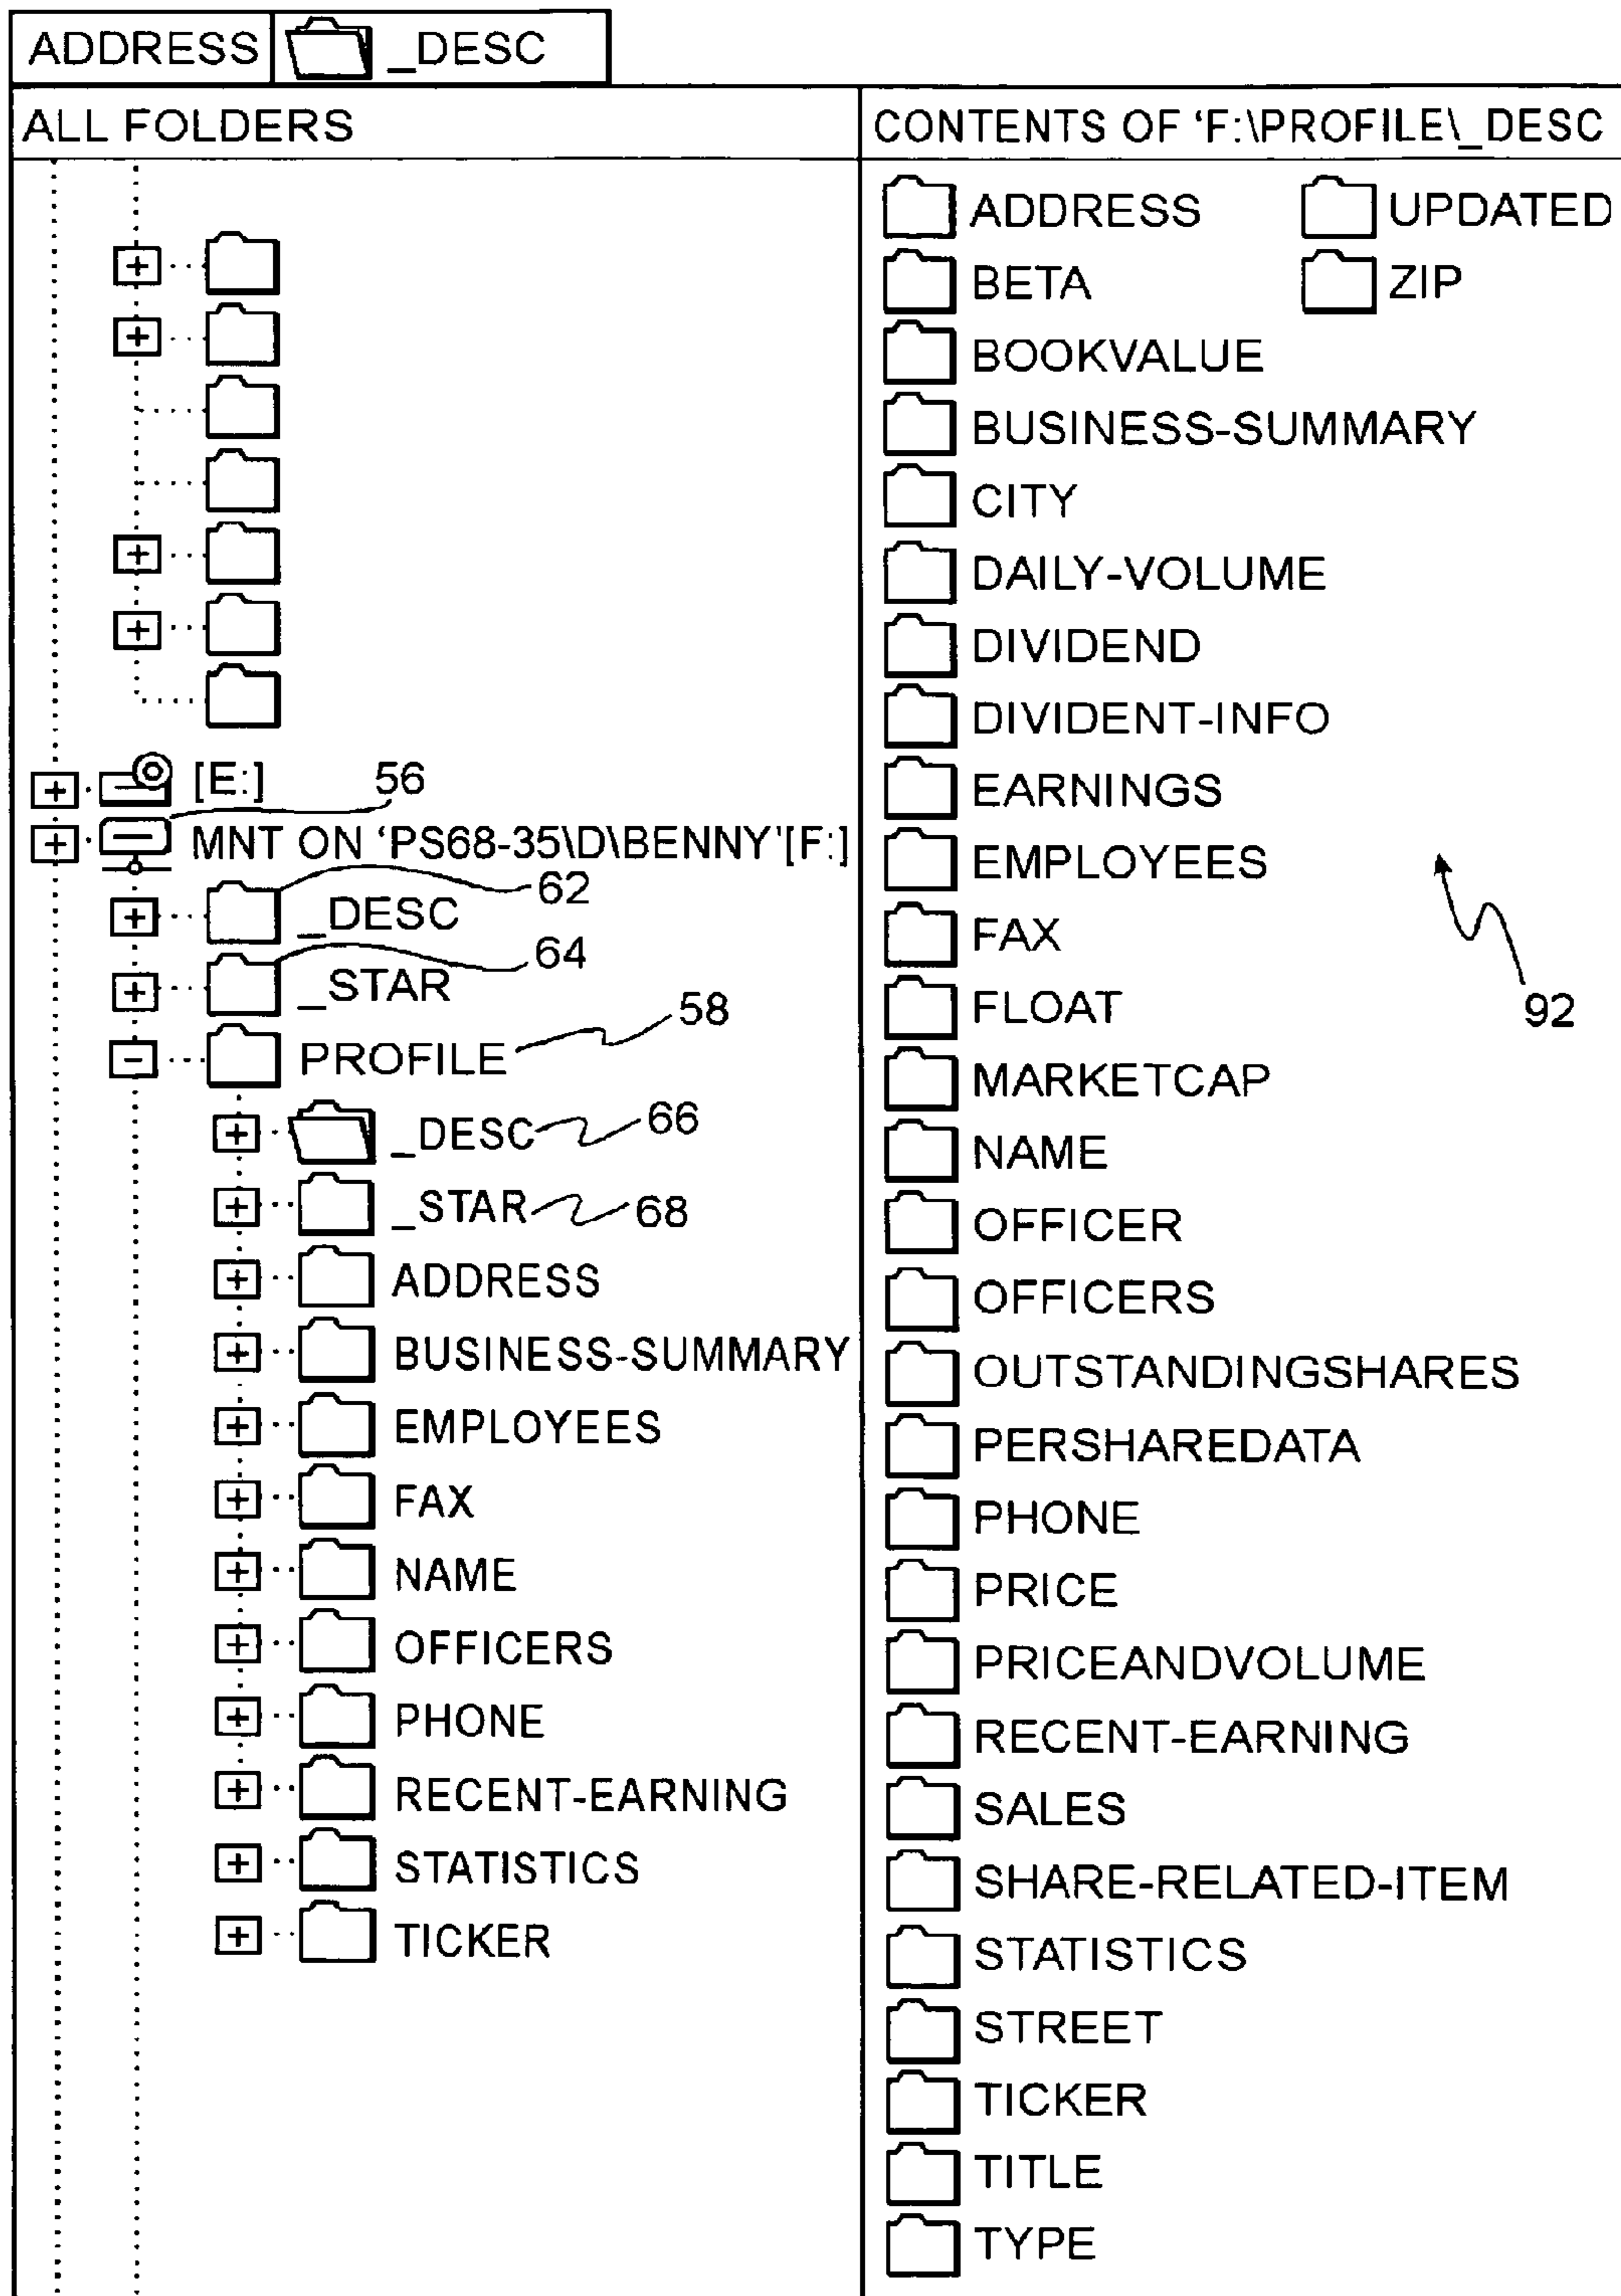 ADDRESS _DESC
ALL FOLDERS
[E:] 56
MNT ON 'PS68-35\D\BENNY'[F:]
_DESC 62
_STAR 64
PROFILE 58
_DESC 66
_STAR 68
ADDRESS
BUSINESS-SUMMARY
EMPLOYEES
FAX
NAME
OFFICERS
PHONE
RECENT-EARNING
STATISTICS
TICKER
CONTENTS OF 'F:\PROFILE\_DESC
ADDRESS
BETA
BOOKVALUE
BUSINESS-SUMMARY
CITY
DAILY-VOLUME
DIVIDEND
DIVIDENT-INFO
EARNINGS
EMPLOYEES
FAX
FLOAT
MARKETCAP
NAME
OFFICER
OFFICERS
OUTSTANDINGSHARES
PERSHAREDATA
PHONE
PRICE
PRICEANDVOLUME
RECENT-EARNING
SALES
SHARE-RELATED-ITEM
STATISTICS
STREET
TICKER
TITLE
TYPE
UPDATED
ZIP
92